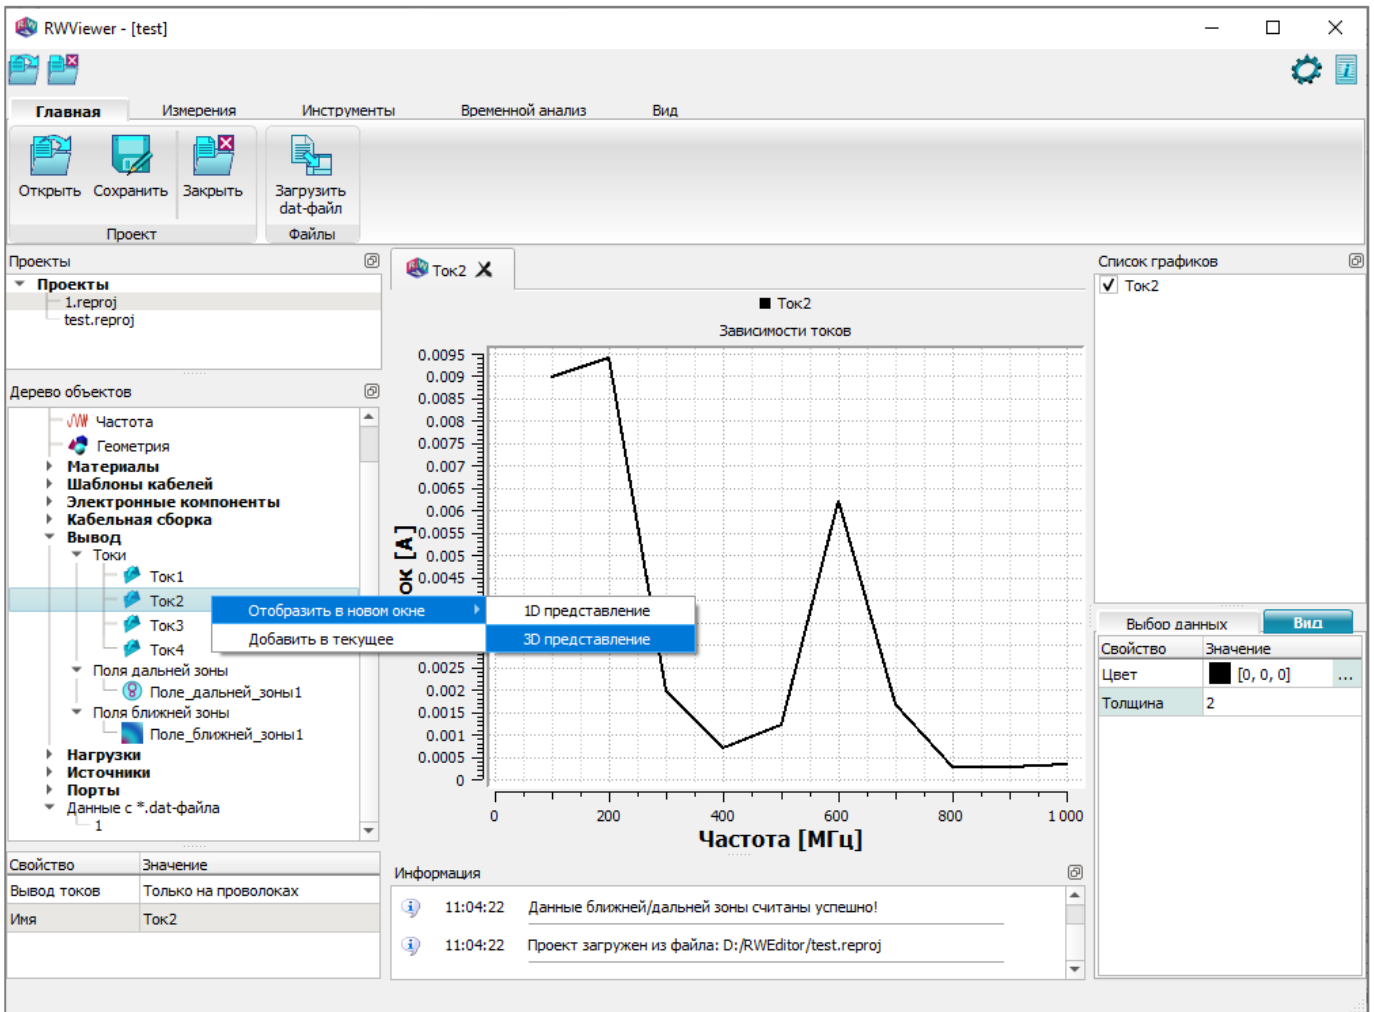 RWViewer - [test]
Главная Измерения Инструменты Временной анализ Вид
Открыть Сохранить Закрыть Загрузить
dat-файл
Проект Файлы
Проекты
Проекты
1.reproj
test.reproj
Дерево объектов
Частота
Геометрия
Материалы
Шаблоны кабелей
Электронные компоненты
Кабельная сборка
Вывод
Токи
Ток1
Ток2
Ток3
Ток4
Поля дальней зоны
Поле_дальней_зоны1
Поля ближней зоны
Поле_ближней_зоны1
Нагрузки
Источники
Порты
Данные с *.dat-файла
1
Отобразить в новом окне
Добавить в текущее
1D представление
3D представление
Свойство Значение
Вывод токов Только на проволоках
Имя Ток2
Ток2
Ток2
Зависимости токов
0.0095
0.009
0.0085
0.008
0.0075
0.007
0.0065
0.006
0.0055
0.005
0.0045
0.0025
0.002
0.0015
0.001
0.0005
0
ок [А]
0 200 400 600 800 1 000
Частота [МГц]
Информация
11:04:22 Данные ближней/дальней зоны считаны успешно!
11:04:22 Проект загружен из файла: D:/RWEditor/test.reproj
Список графиков
Ток2
Выбор данных Вид
Свойство Значение
Цвет [0, 0, 0] ...
Толщина 2